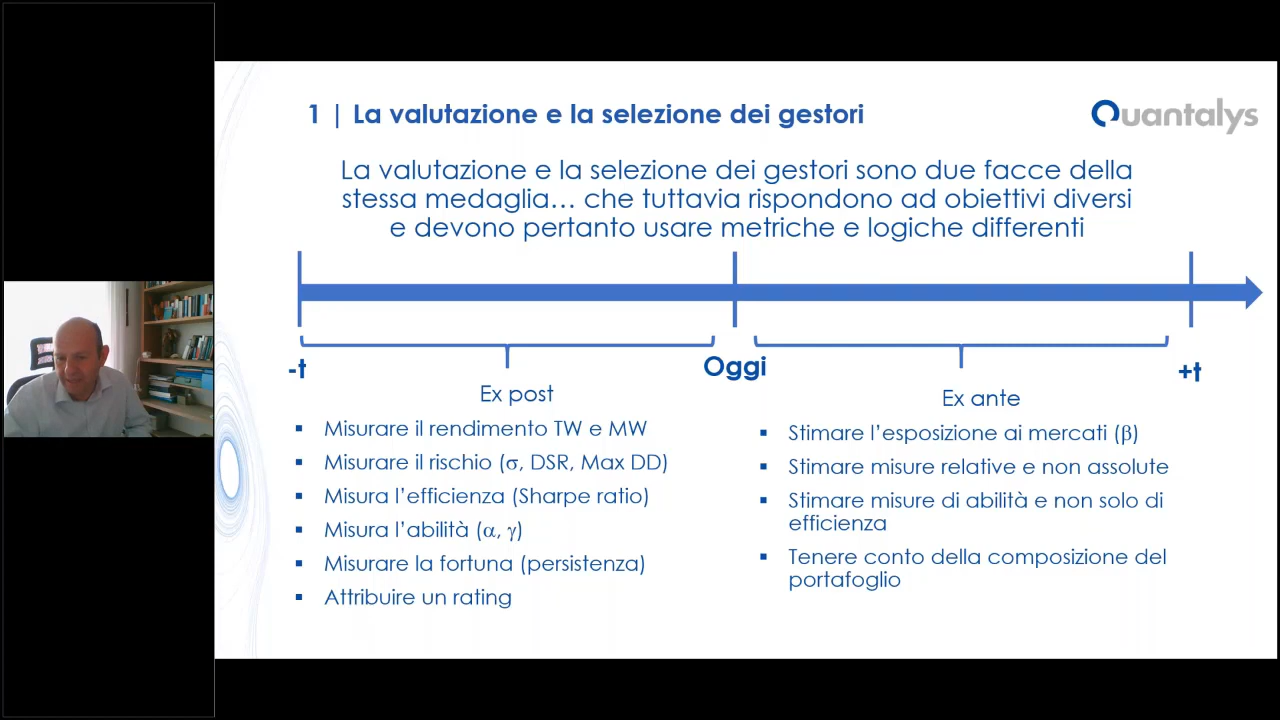 1 | La valutazione e la selezione dei gestori
Quantalys
La valutazione e la selezione dei gestori sono due facce della
stessa medaglia… che tuttavia rispondono ad obiettivi diversi
e devono pertanto usare metriche e logiche differenti
-t
Oggi
+t
Ex post
▪ Misurare il rendimento TW e MW
▪ Misurare il rischio (σ, DSR, Max DD)
▪ Misura l’efficienza (Sharpe ratio)
▪ Misura l’abilità (α, γ)
▪ Misurare la fortuna (persistenza)
▪ Attribuire un rating
Ex ante
▪ Stimare l’esposizione ai mercati (β)
▪ Stimare misure relative e non assolute
▪ Stimare misure di abilità e non solo di
efficienza
▪ Tenere conto della composizione del
portafoglio